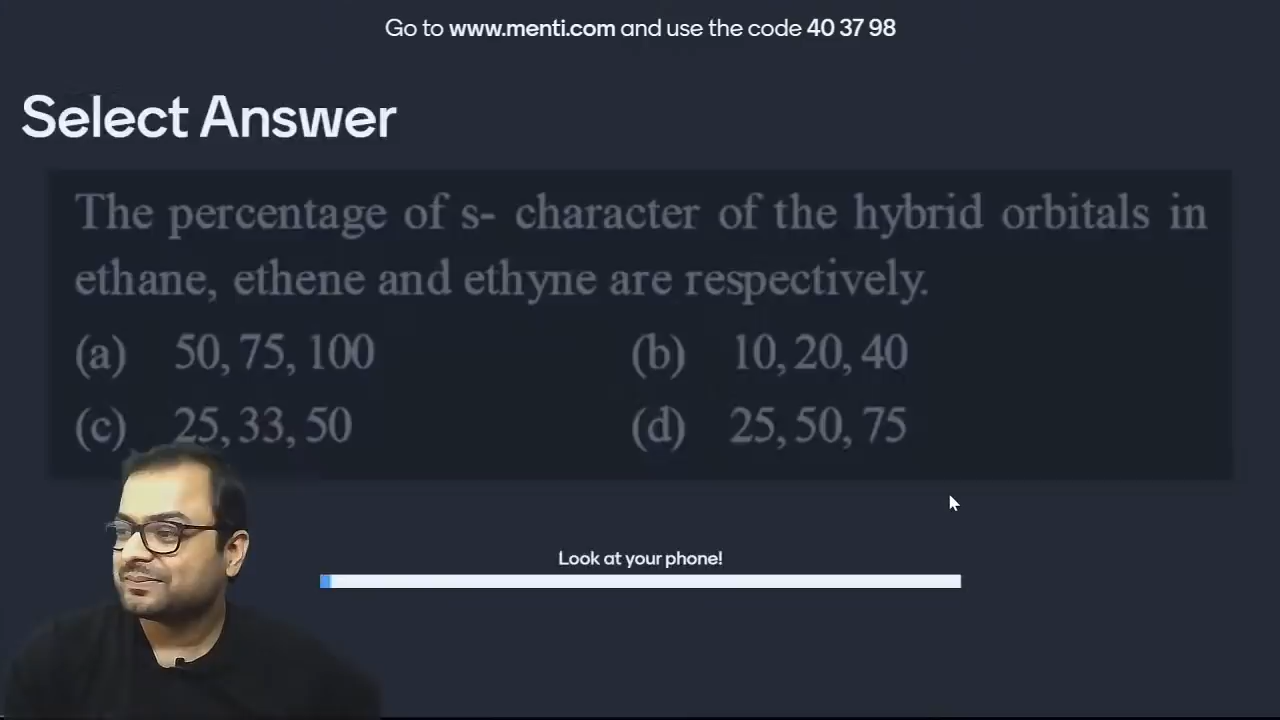 Go to www.menti.com and use the code 40 37 98
Select Answer
The percentage of s- character of the hybrid orbitals in
ethane, ethene and ethyne are respectively.
(a) 50, 75, 100 (b) 10, 20, 40
(c) 25, 33, 50 (d) 25, 50, 75
Look at your phone!